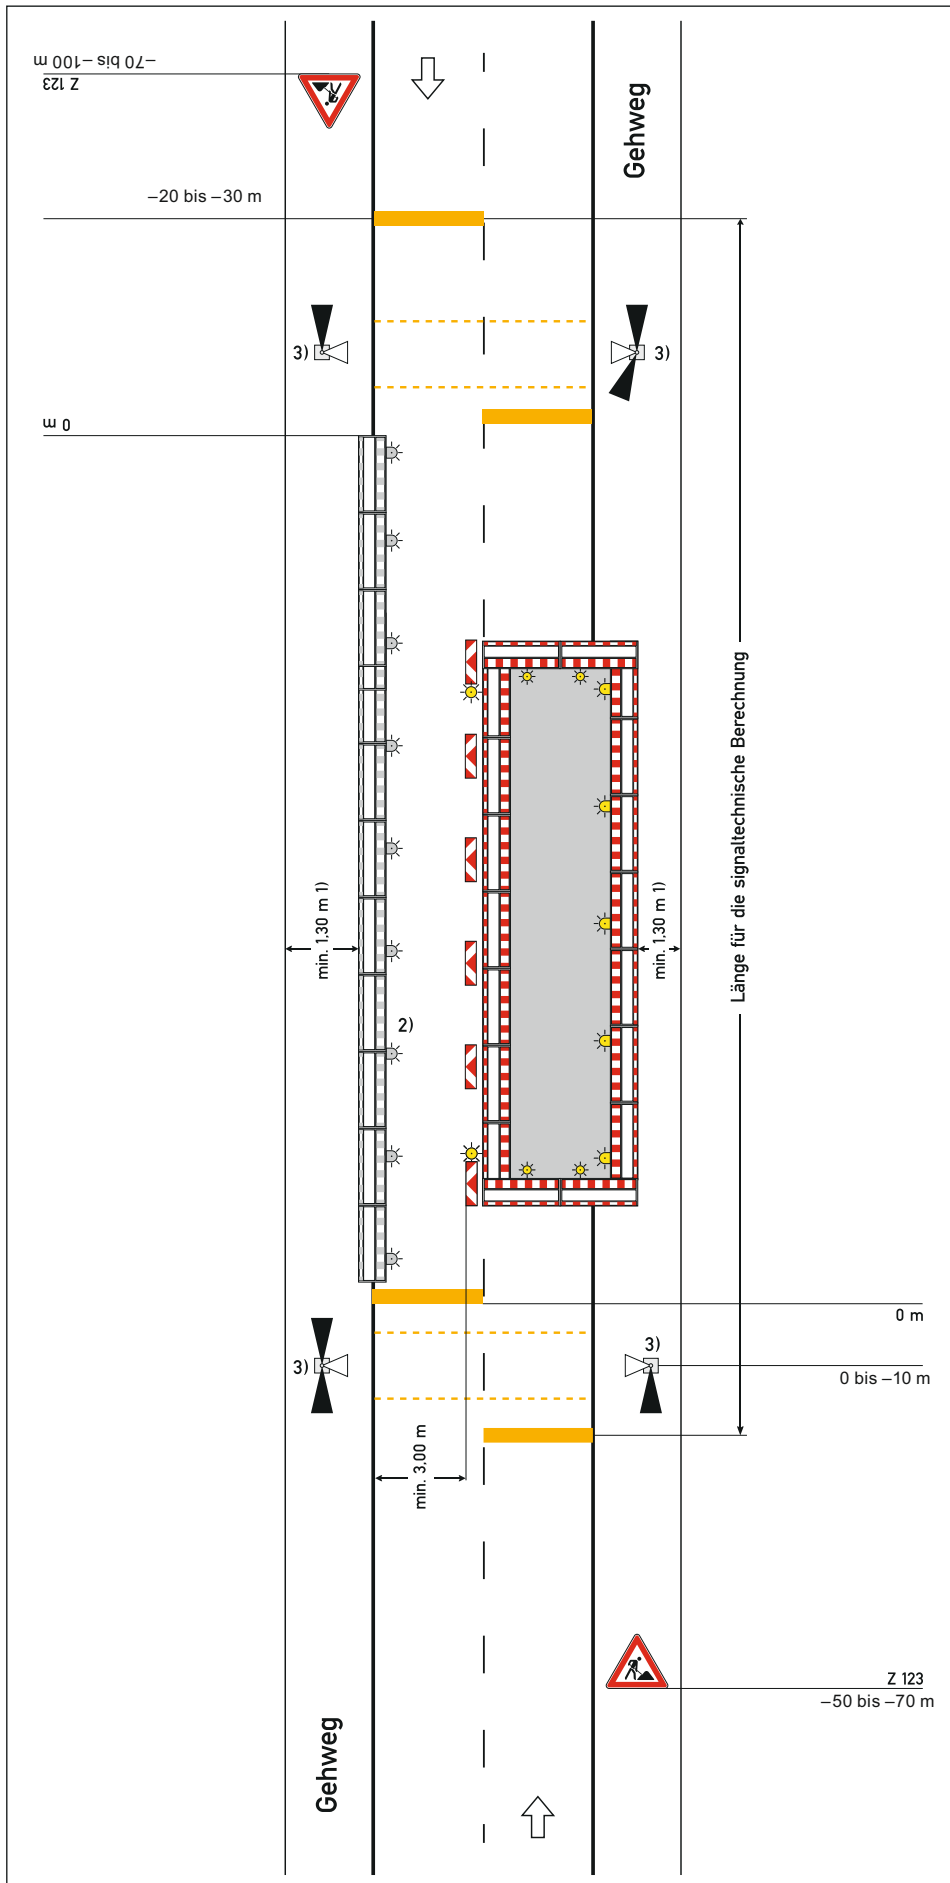 –70 bis –100 m
Z 123
Gehweg
–20 bis –30 m
3)
3)
0 m
Länge für die signaltechnische Berechnung
min. 1,30 m 1)
min. 1,30 m 1)
2)
0 m
3)
3)
0 bis –10 m
min. 3,00 m
Z 123
–50 bis –70 m
Gehweg